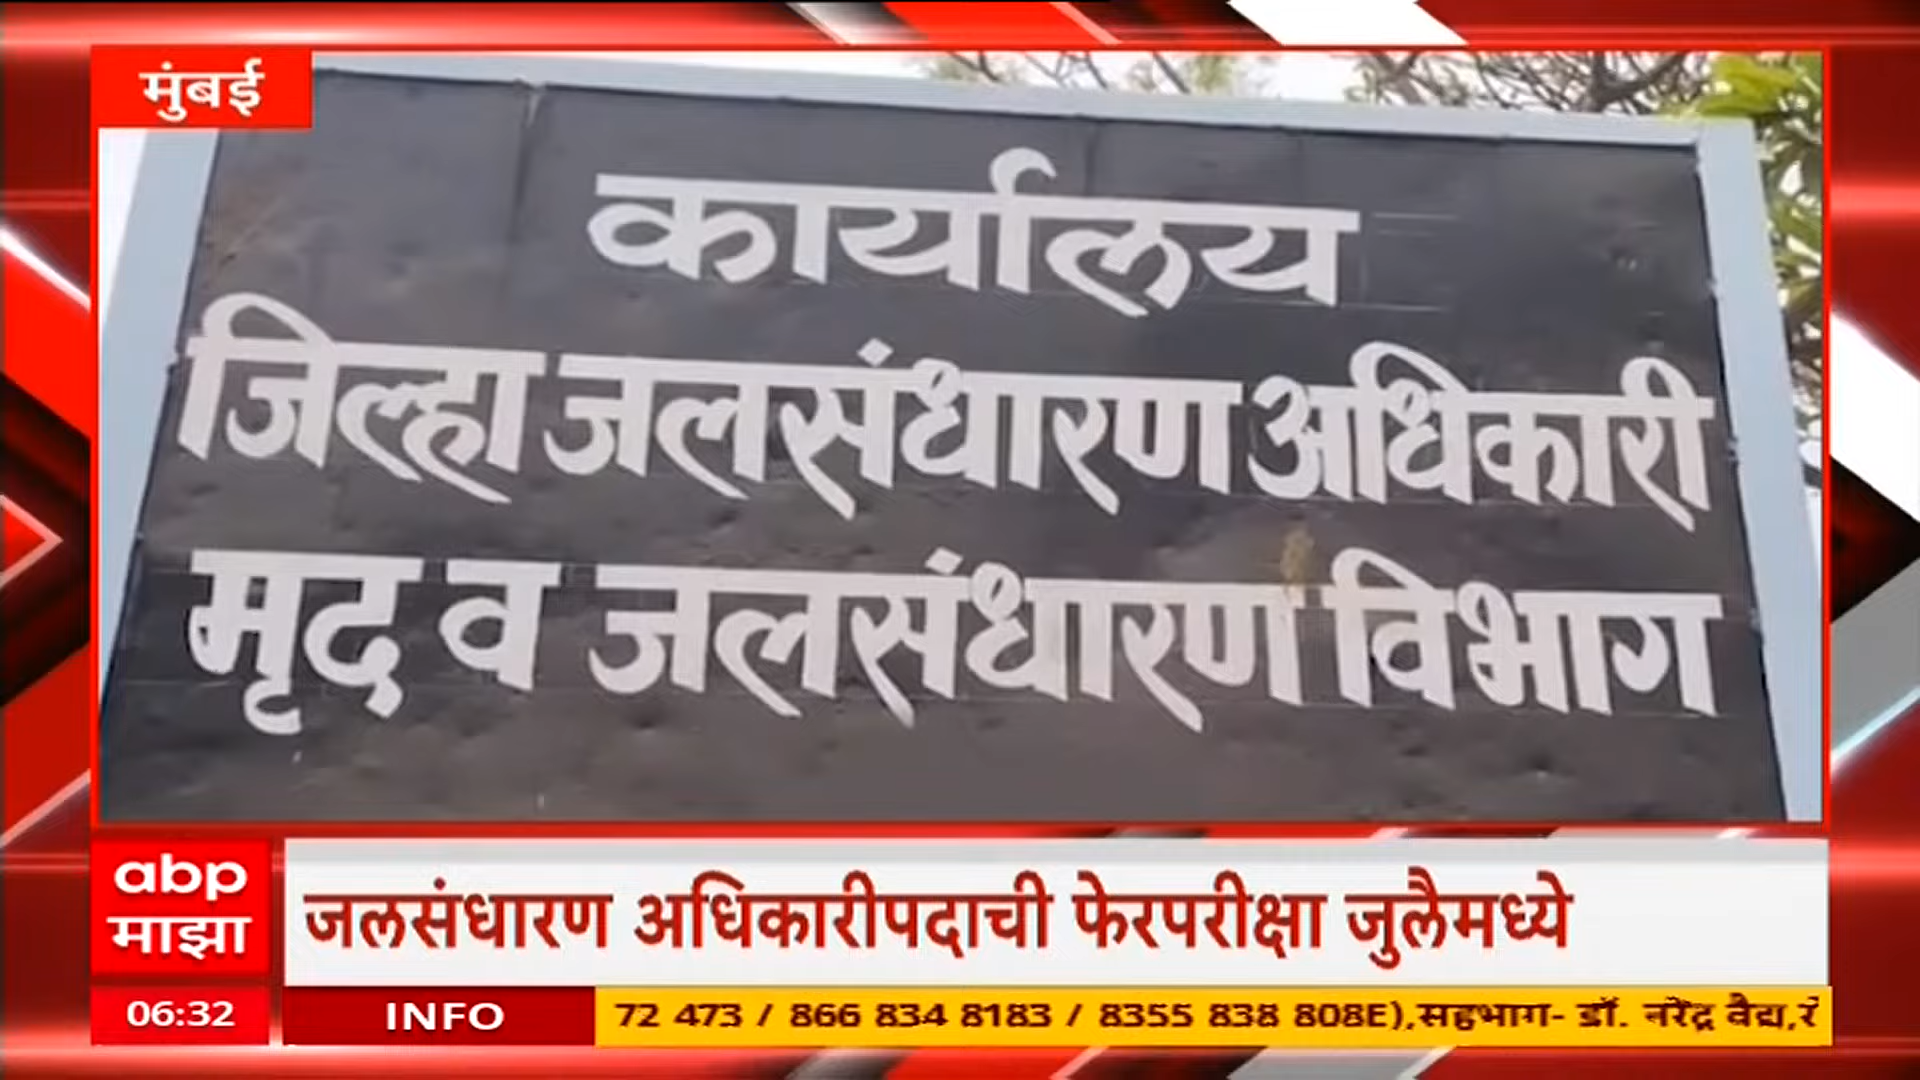 मुंबई
कार्यालय
जिल्हा जलसंधारण अधिकारी
मृद व जलसंधारण विभाग
abp
माझा
जलसंधारण अधिकारीपदाची फेरपरीक्षा जुलैमध्ये
06:32
INFO
72 473 / 866 834 8183 / 8355 838 808E),सहभाग- डॉ. नरेंद्र वैद्य,